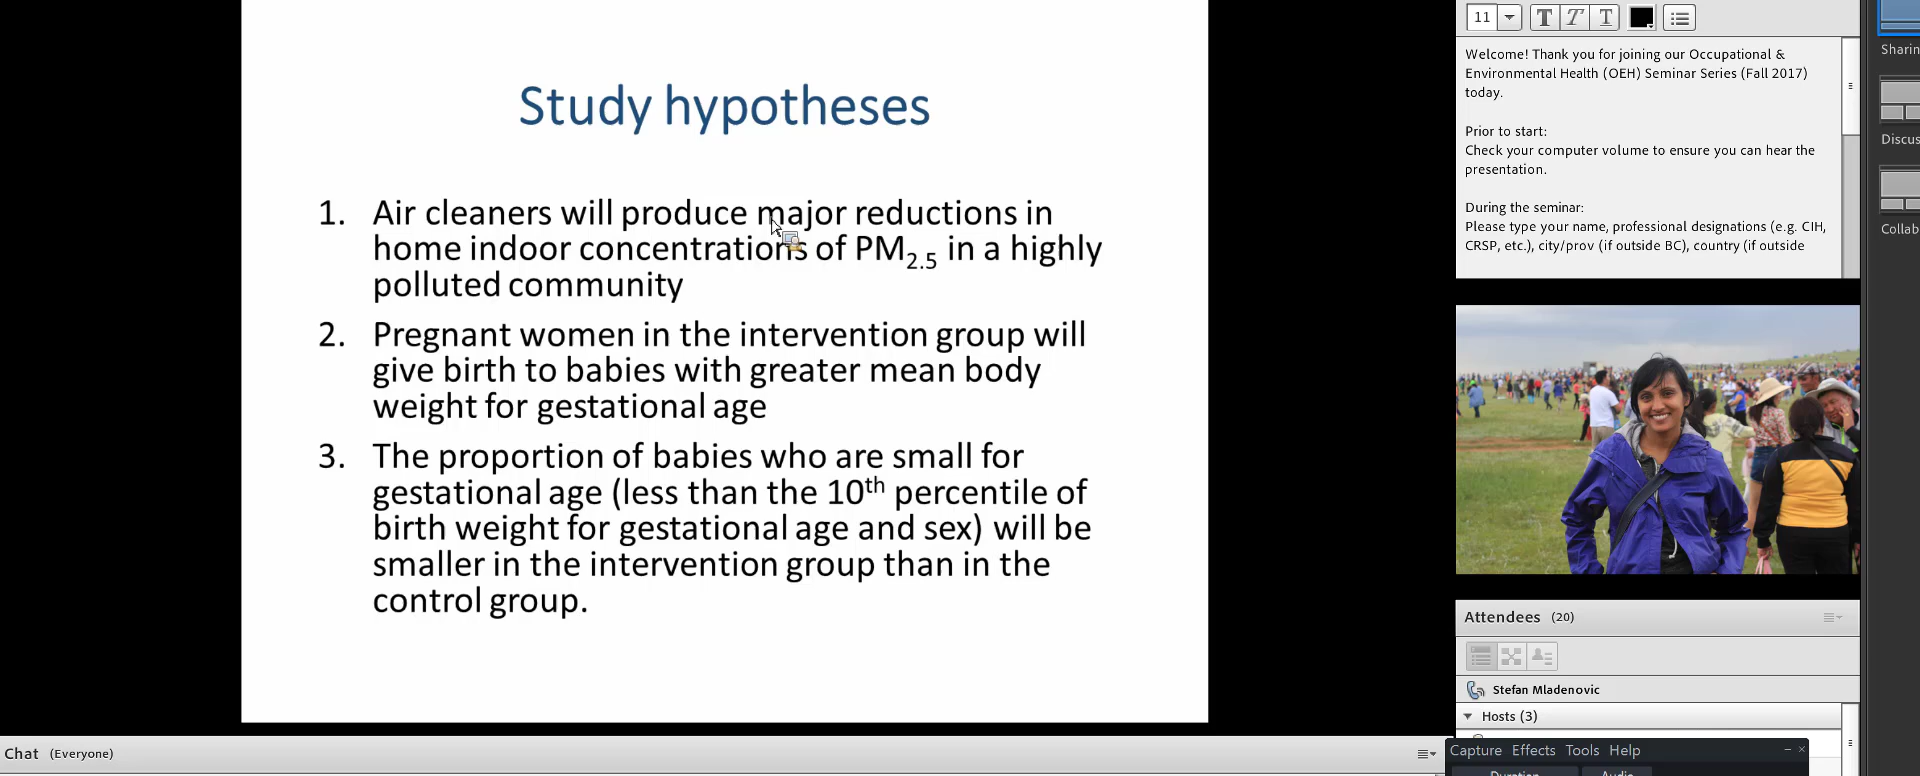 Study hypotheses
1. Air cleaners will produce major reductions in
home indoor concentrations of PM2.5 in a highly
polluted community
2. Pregnant women in the intervention group will
give birth to babies with greater mean body
weight for gestational age
3. The proportion of babies who are small for
gestational age (less than the 10th percentile of
birth weight for gestational age and sex) will be
smaller in the intervention group than in the
control group.
Chat (Everyone)
11
T T T
Welcome! Thank you for joining our Occupational &
Environmental Health (OEH) Seminar Series (Fall 2017)
today.
Prior to start:
Check your computer volume to ensure you can hear the
presentation.
During the seminar:
Please type your name, professional designations (e.g. CIH,
CRSP, etc.), city/prov (if outside BC), country (if outside
Attendees (20)
Stefan Mladenovic
Hosts (3)
Capture Effects Tools Help
Duration Audio
Sharin
Discus
Collab